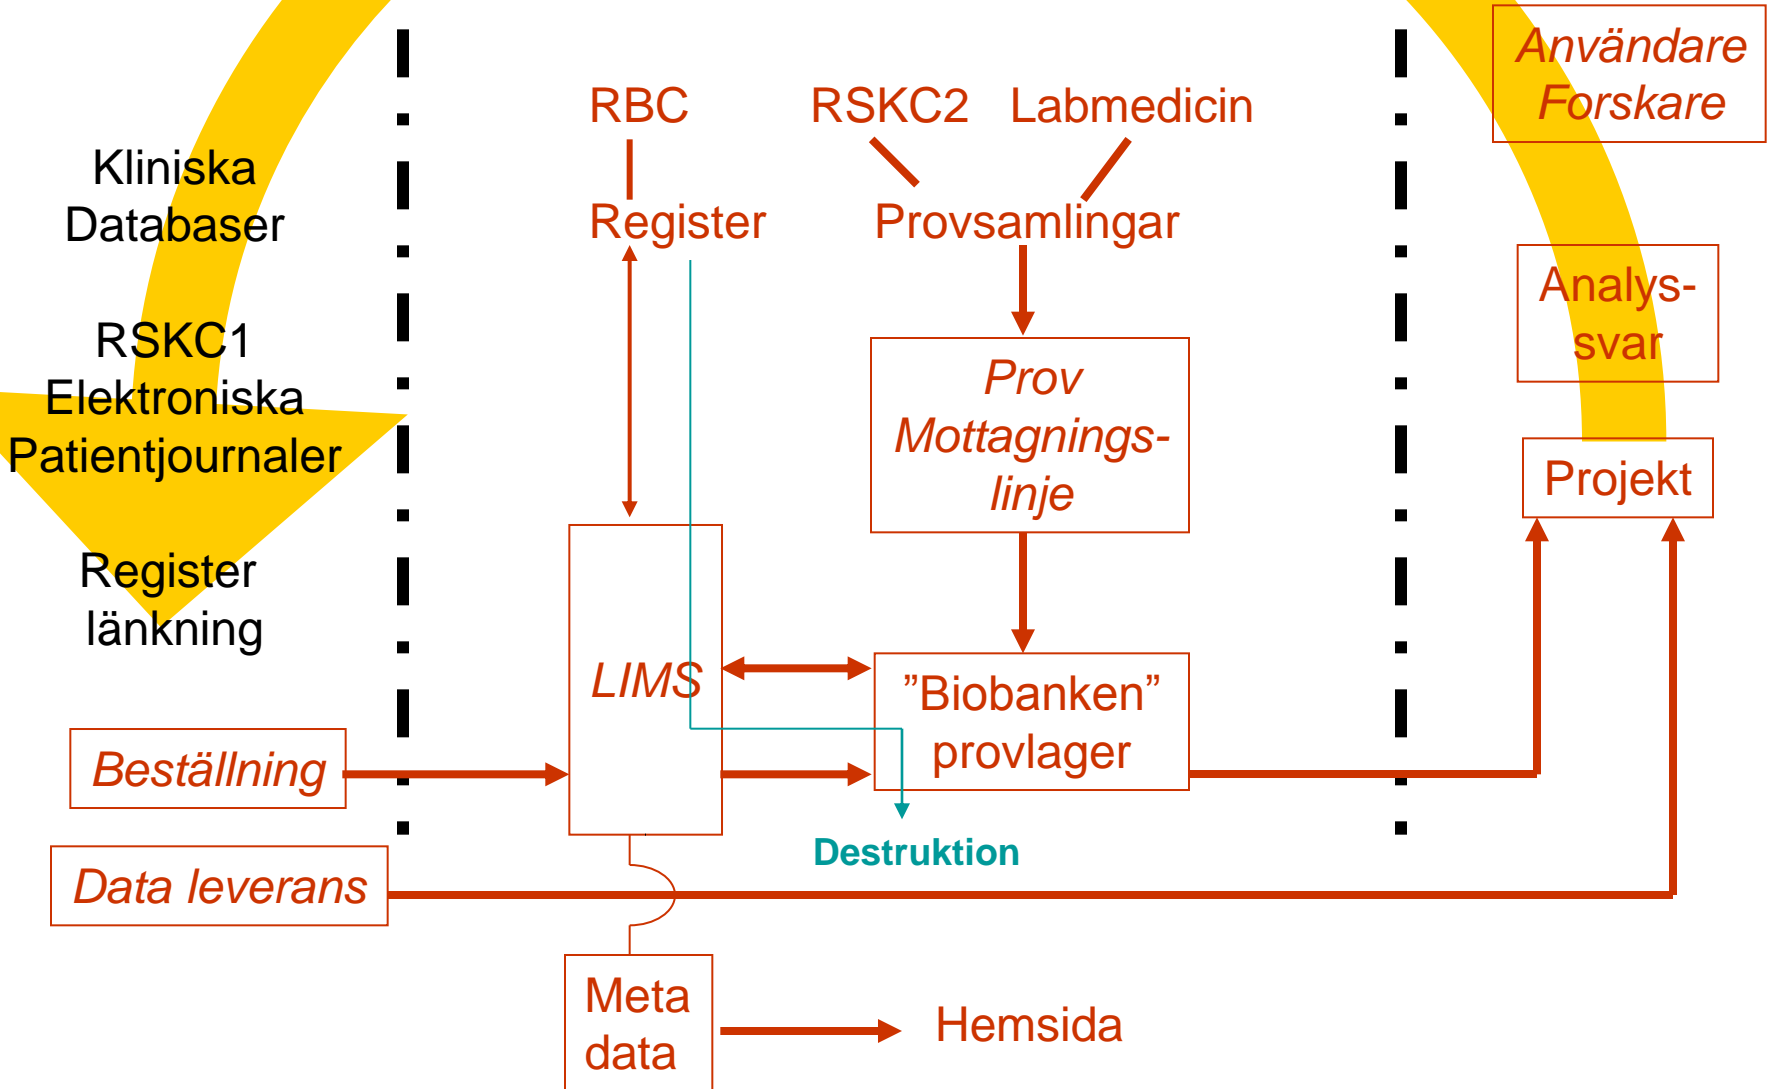 Användare
Forskare
RBC
RSKC2
Labmedicin
Kliniska
Databaser
Register
Provsamlingar
Analys-
svar
RSKC1
Elektroniska
Patientjournaler
Prov
Mottagnings-
linje
Projekt
Register
länkning
LIMS
”Biobanken”
provlager
Beställning
Destruktion
Data leverans
Meta
data
Hemsida